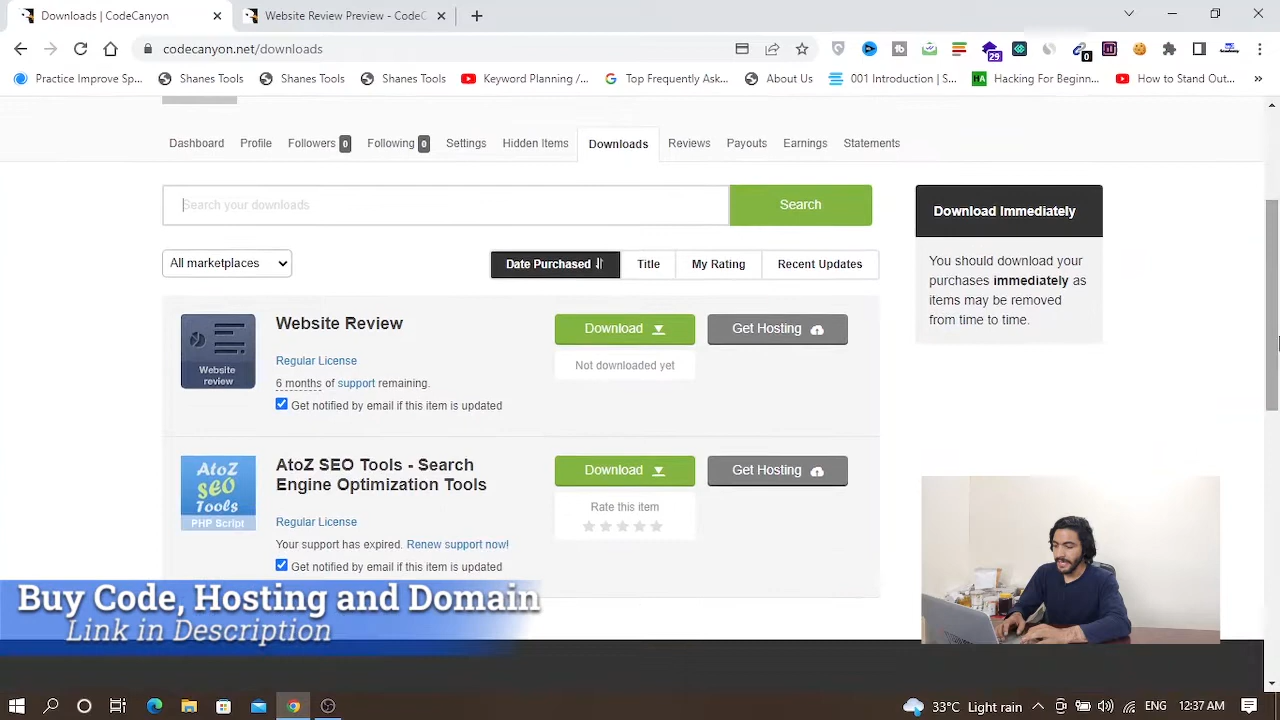 Downloads | Codecanyon
Website Review - CodeC
codecanyon.net/downloads
29
0
Practice Improve Sp...
Shanes Tools
Shanes Tools
Shanes Tools
Keyword Planning /...
Top Frequently Ask...
About Us
001 Introduction | S...
HA
Hacking For Beginn...
How to Stand Out...
»
Dashboard
Profile
Followers 0
Following 0
Settings
Hidden Items
Downloads
Reviews
Payouts
Earnings
Statements
Search your downloads
Search
Download Immediately
You should download your
purchases immediately as
items may be removed
from time to time.
All marketplaces
Date Purchased
Title
My Rating
Recent Updates
Website
review
Website Review
Regular License
6 months of support remaining.
Get notified by email if this item is updated
Download
Get Hosting
Not downloaded yet
AtoZ
SEO
Tools
PHP Script
AtoZ SEO Tools - Search
Engine Optimization Tools
Regular License
Your support has expired. Renew support now!
Get notified by email if this item is updated
Download
Get Hosting
Rate this item
Buy Code, Hosting and Domain
Link in Description
33°C Light rain
12:37 AM